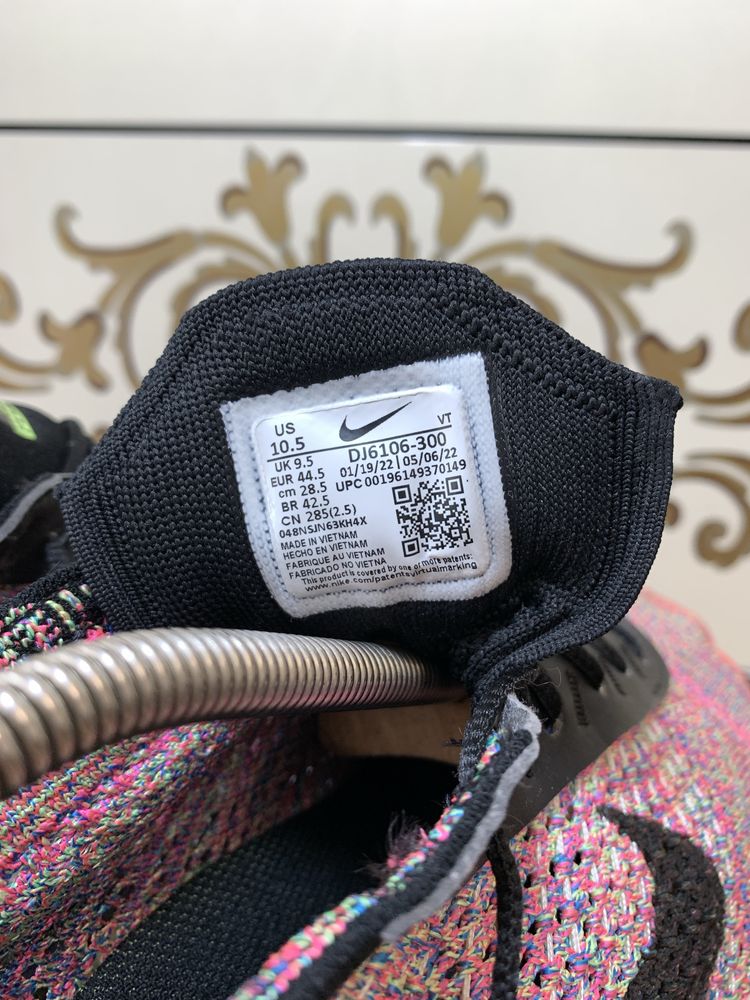 US
VT
10.5
DJ6106-300
UK 9.5
01/19/22 | 05/06/22
EUR 44.5
UPC 00196149370149
cm 28.5
BR 42.5
CN 285(2.5)
048NSJN63KH4X
MADE IN VIETNAM
HECHO EN VIETNAM
FABRIQUE AU VIETNAM
FABRICADO NO VIETNA
This product is covered by one or more patents:
www.nike.com/patentsvirtualmarking